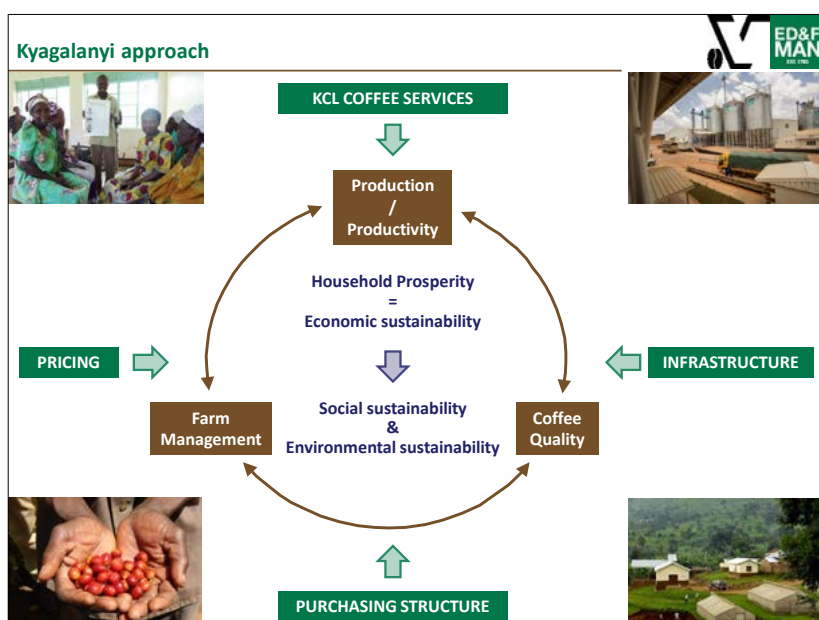 Kyagalanyi approach
ED&F
MAN
KCL COFFEE SERVICES
Production
/
Productivity
Household Prosperity
=
Economic sustainability
PRICING
INFRASTRUCTURE
Social sustainability
&
Environmental sustainability
Farm
Management
Coffee
Quality
PURCHASING STRUCTURE